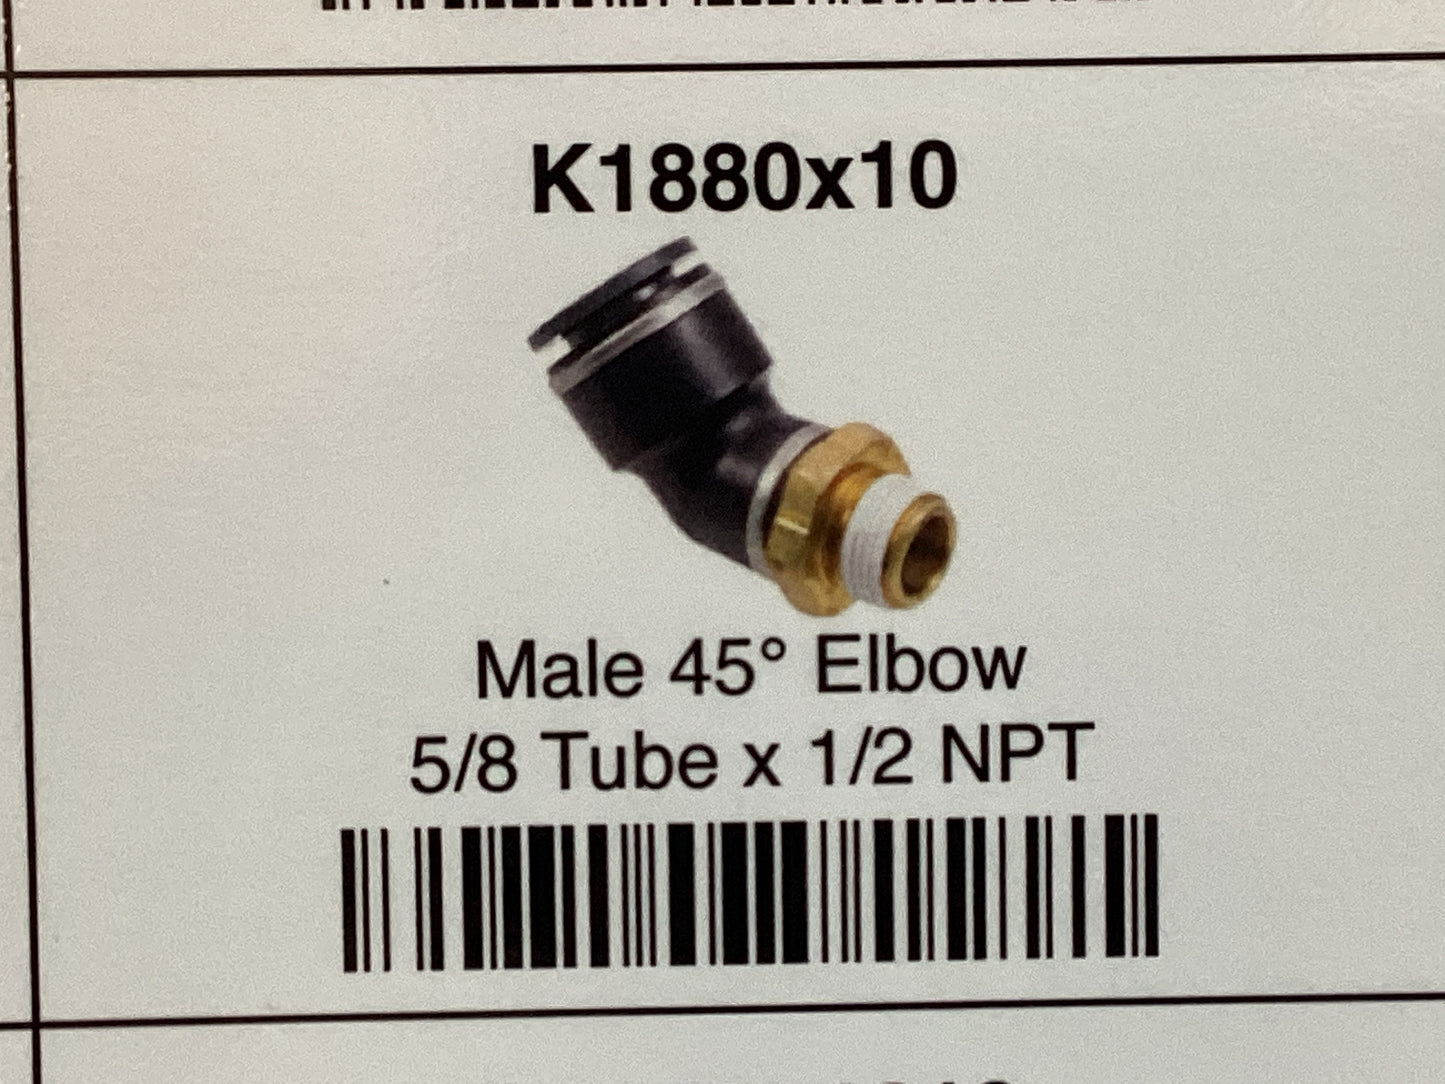 K1880x10
Male 45° Elbow
5/8 Tube x 1/2 NPT